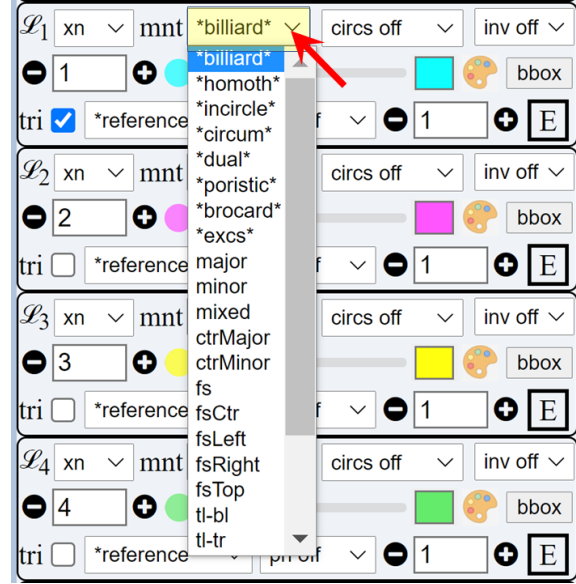 ℒ1 xn mnt *billiard* circs off inv off
1 bbox
tri *reference f 1 E
ℒ2 xn mnt circs off inv off
2 bbox
tri *reference f 1 E
ℒ3 xn mnt circs off inv off
3 bbox
tri *reference f 1 E
ℒ4 xn mnt circs off inv off
4 bbox
tri *reference pn off 1 E
*billiard*
*homoth*
*incircle*
*circum*
*dual*
*poristic*
*brocard*
*excs*
major
minor
mixed
ctrMajor
ctrMinor
fs
fsCtr
fsLeft
fsRight
fsTop
tl-bl
tl-tr